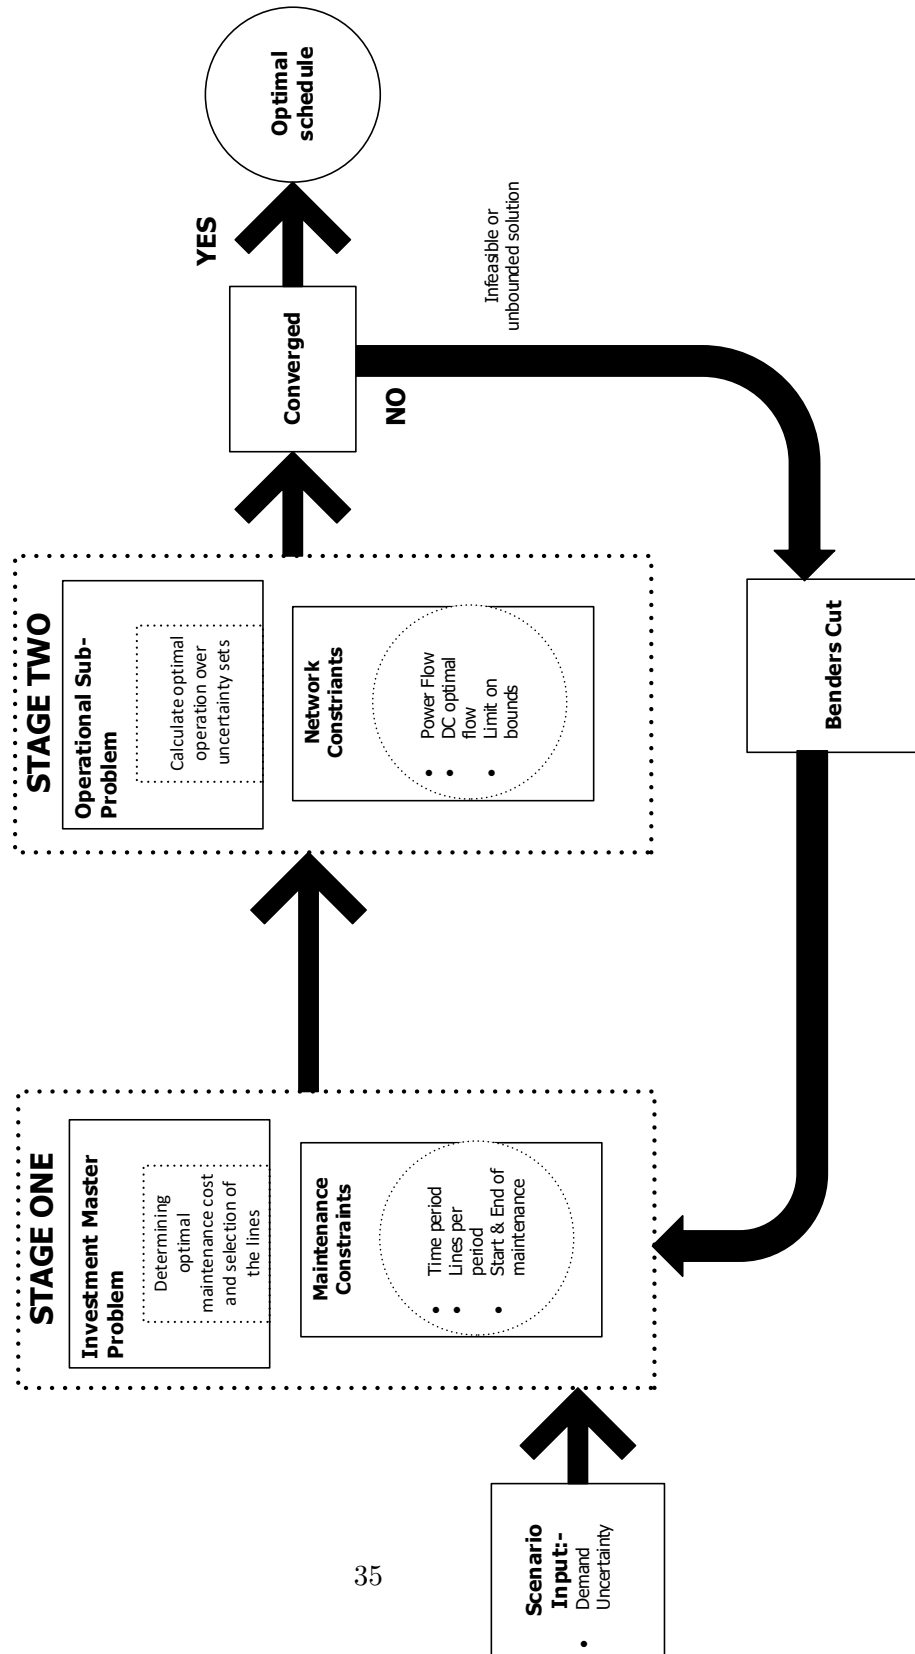 Scenario
Input:-
• Demand
Uncertainty
STAGE ONE
Investment Master
Problem
Determining
optimal
maintenance cost
and selection of
the lines
Maintenance
Constraints
• Time period
• Lines per
period
• Start & End of
maintenance
STAGE TWO
Operational Sub-
Problem
Calculate optimal
operation over
uncertainty sets
Network
Constriants
• Power Flow
• DC optimal
flow
• Limit on
bounds
Converged
YES
Optimal
schedule
NO
Infeasible or
unbounded solution
Benders Cut
35